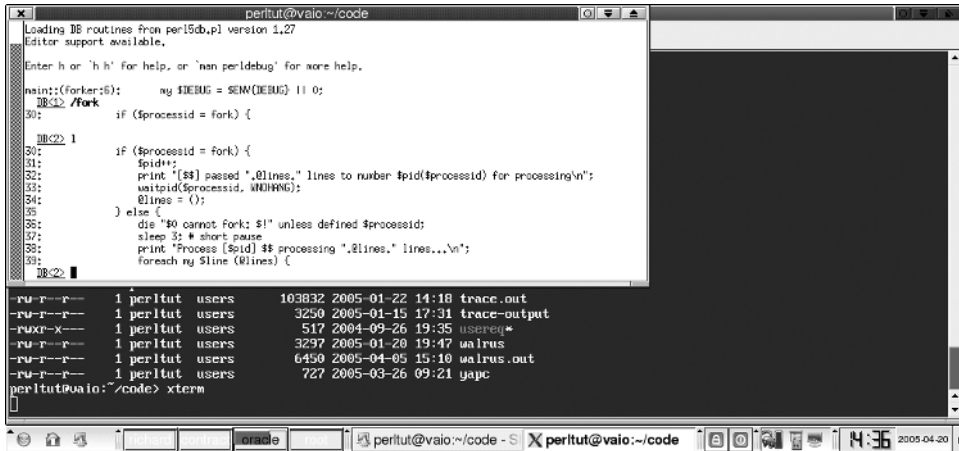 perltut@vaio:~/code
Loading DB routines from perl5db.pl version 1.27
Editor support available.
Enter h or `h h' for help, or `man perldebug' for more help.
main::(forker:6):       my $DEBUG = $ENV{DEBUG} || 0;
DB<1> /fork
30:             if ($processid = fork) {
DB<2> l
30:             if ($processid = fork) {
31:                 $pid++;
32:                 print "[$$] passed ".@lines." lines to number $pid($processid) for processing\n";
33:                 waitpid($processid, WNOHANG);
34:                 @lines = ();
35              } else {
36:                 die "$0 cannot fork: $!" unless defined $processid;
37:                 sleep 3; # short pause
38:                 print "Process [$pid] $$ processing ".@lines." lines...\n";
39:                 foreach my $line (@lines) {
DB<2>
-rw-r--r--    1 perltut  users      103832 2005-01-22 14:18 trace.out
-rw-r--r--    1 perltut  users        3250 2005-01-15 17:31 trace-output
-rwxr-x---    1 perltut  users         517 2004-09-26 19:35 usereq*
-rw-r--r--    1 perltut  users        3297 2005-01-20 19:47 walrus
-rw-r--r--    1 perltut  users        6450 2005-04-05 15:10 walrus.out
-rw-r--r--    1 perltut  users         727 2005-03-26 09:21 yapc
perltut@vaio:~/code> xterm
richard contract oracle root perltut@vaio:~/code - S X perltut@vaio:~/code 14:36 2005-04-20